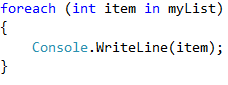 foreach (int item in myList)
{
    Console.WriteLine(item);
}